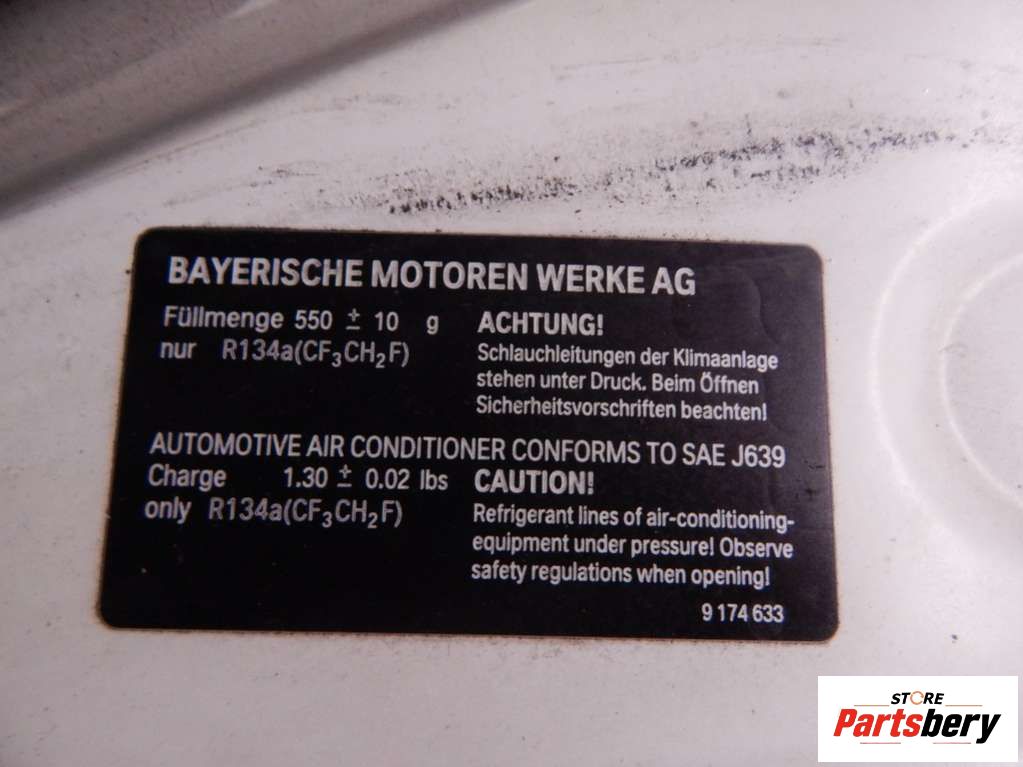 BAYERISCHE MOTOREN WERKE AG
Füllmenge 550 ± 10 g
nur R134a(CF₃CH₂F)
ACHTUNG!
Schlauchleitungen der Klimaanlage
stehen unter Druck. Beim Öffnen
Sicherheitsvorschriften beachten!
AUTOMOTIVE AIR CONDITIONER CONFORMS TO SAE J639
Charge 1.30 ± 0.02 lbs
only R134a(CF₃CH₂F)
CAUTION!
Refrigerant lines of air-conditioning-
equipment under pressure! Observe
safety regulations when opening!
9 174 633
STORE
Partsbery